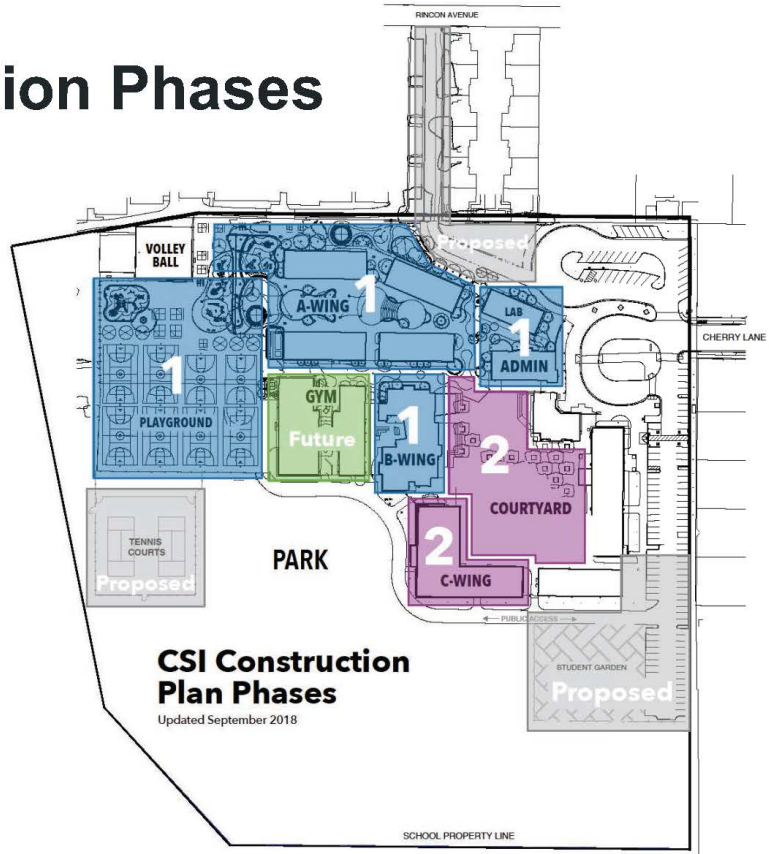 RINCON AVENUE
ion Phases
Proposed
VOLLEY
BALL
1
A-WING
LAB
1
ADMIN
CHERRY LANE
1
PLAYGROUND
GYM
Future
1
B-WING
2
COURTYARD
TENNIS
COURTS
Proposed
PARK
2
C-WING
PUBLIC ACCESS
STUDENT GARDEN
Proposed
CSI Construction
Plan Phases
Updated September 2018
SCHOOL PROPERTY LINE